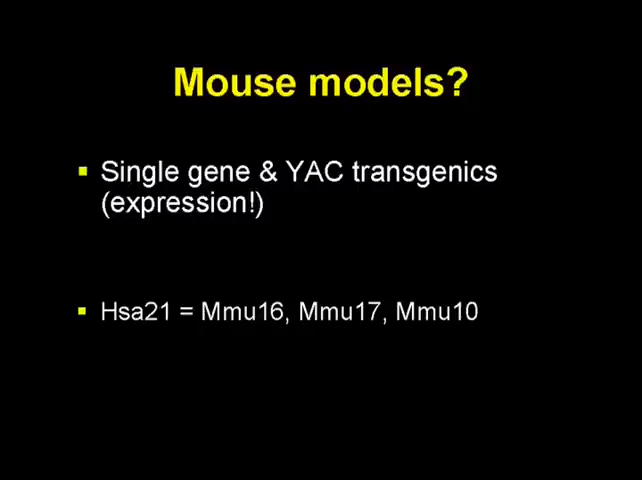 Mouse models?
▪ Single gene & YAC transgenics
(expression!)
▪ Hsa21 = Mmu16, Mmu17, Mmu10